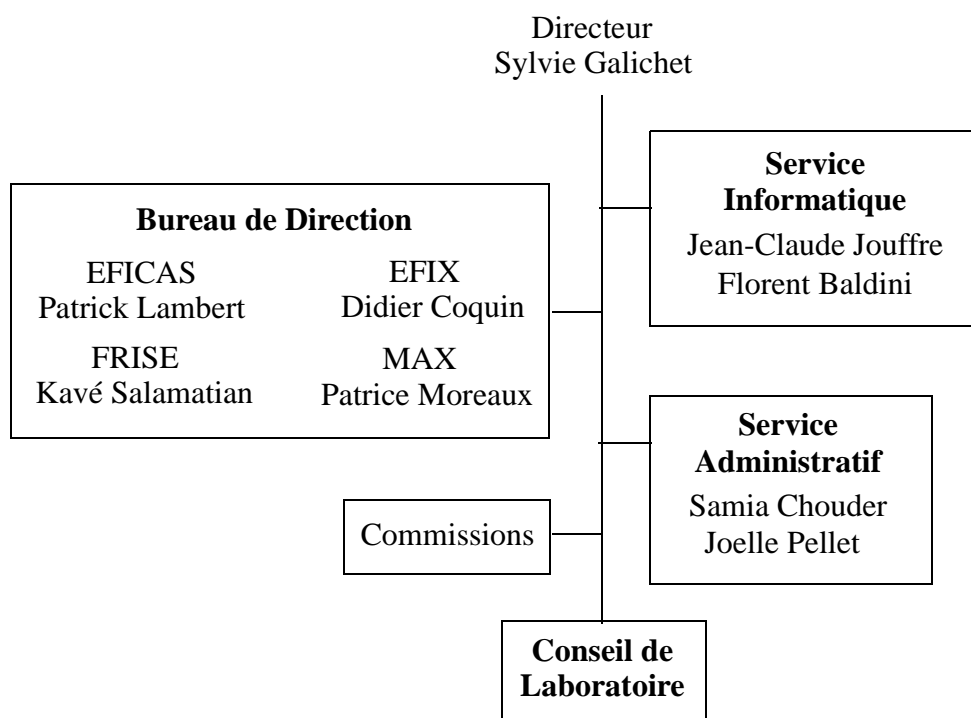 Directeur
Sylvie Galichet
Service
Informatique
Jean-Claude Jouffre
Florent Baldini
Bureau de Direction
EFICAS
Patrick Lambert
EFIX
Didier Coquin
FRISE
Kavé Salamatian
MAX
Patrice Moreaux
Service
Administratif
Samia Chouder
Joelle Pellet
Commissions
Conseil de
Laboratoire